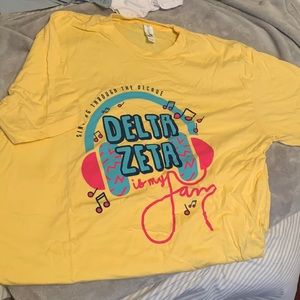 THROUGH THE DECADE
DELTA
ZETA
is my
Jam